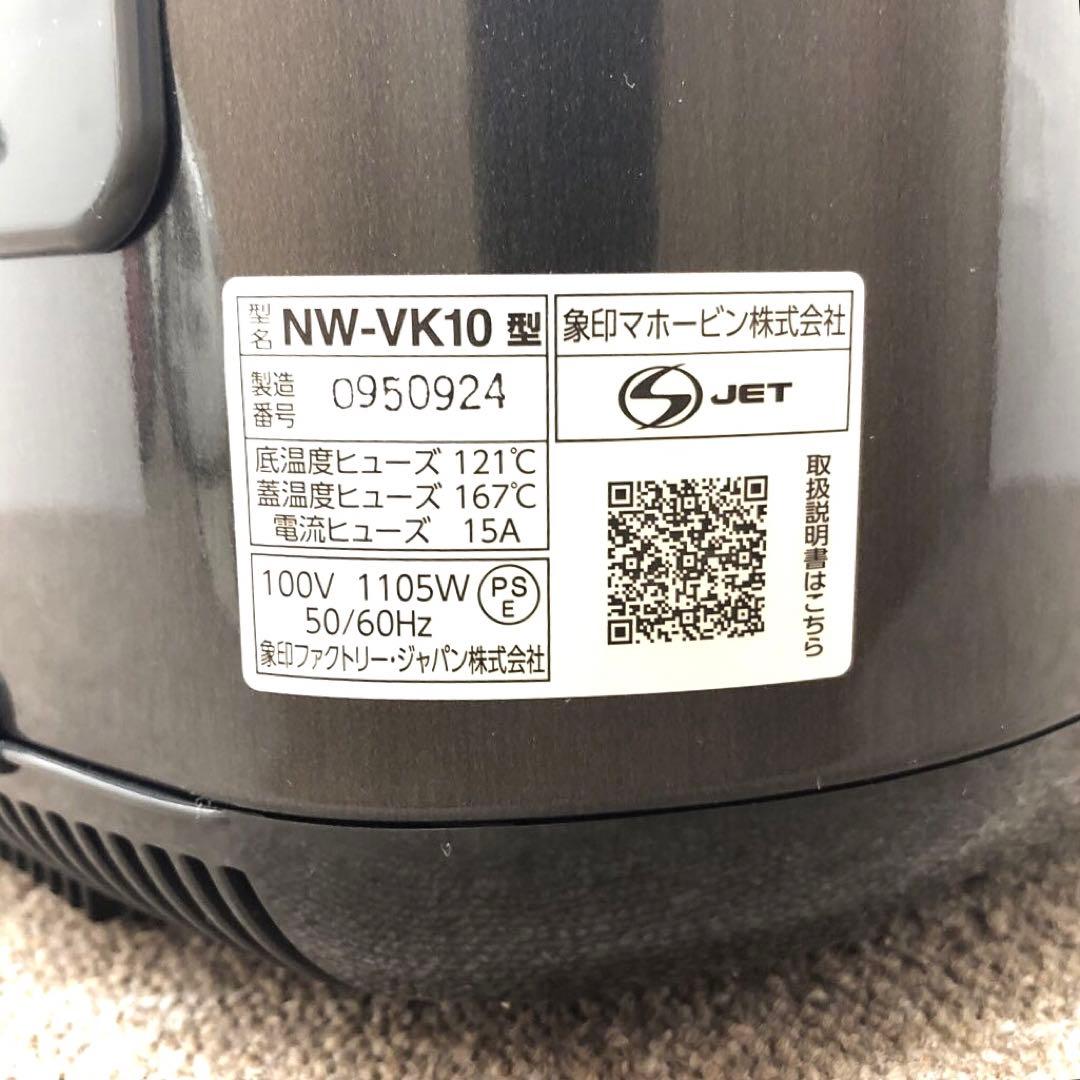 型名 NW-VK10 型
製造番号 0950924
底温度ヒューズ 121℃
蓋温度ヒューズ 167℃
電流ヒューズ 15A
100V 1105W PSE
50/60Hz
象印ファクトリー・ジャパン株式会社
象印マホービン株式会社
S JET
取扱説明書はこちら